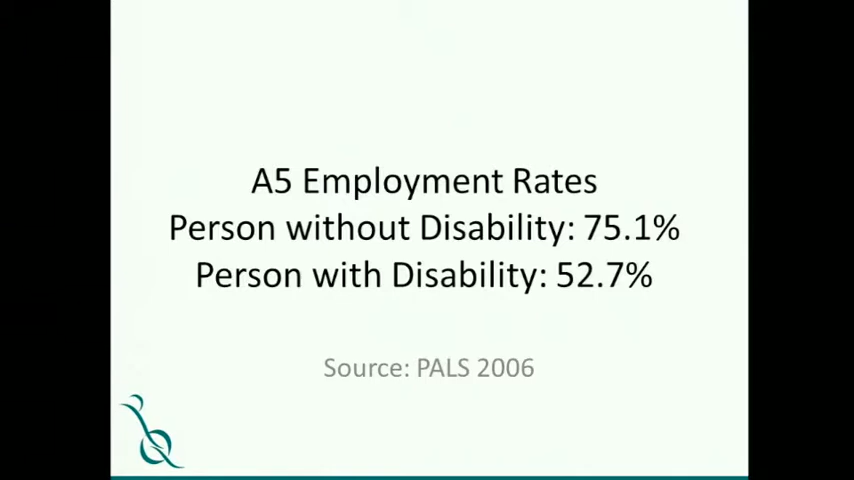 A5 Employment Rates
Person without Disability: 75.1%
Person with Disability: 52.7%
Source: PALS 2006